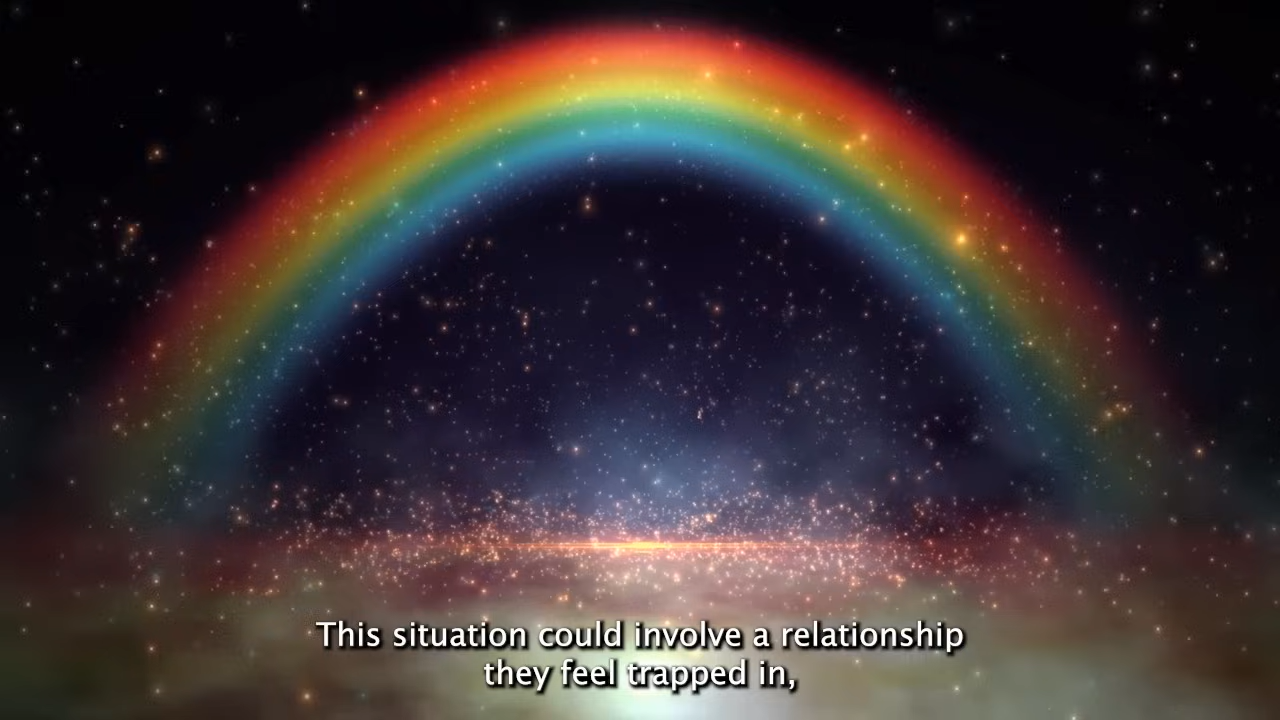 This situation could involve a relationship
they feel trapped in,